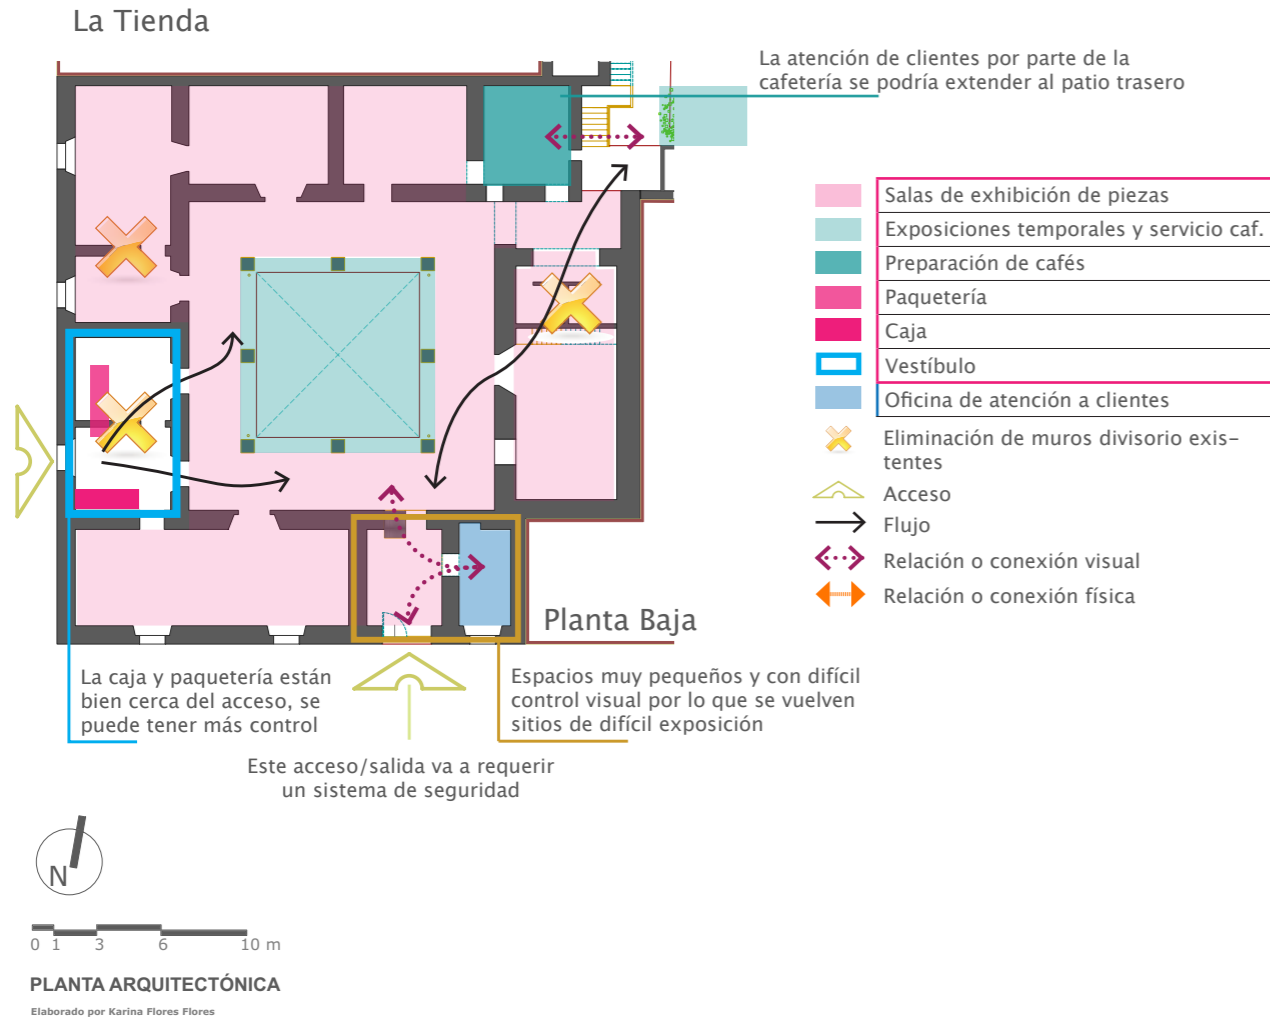 La Tienda
La atención de clientes por parte de la
cafetería se podría extender al patio trasero
Salas de exhibición de piezas
Exposiciones temporales y servicio caf.
Preparación de cafés
Paquetería
Caja
Vestíbulo
Oficina de atención a clientes
Eliminación de muros divisorio exis-
tentes
Acceso
Flujo
Relación o conexión visual
Relación o conexión física
Planta Baja
La caja y paquetería están
bien cerca del acceso, se
puede tener más control
Espacios muy pequeños y con difícil
control visual por lo que se vuelven
sitios de difícil exposición
Este acceso/salida va a requerir
un sistema de seguridad
N
0 1 3 6 10 m
PLANTA ARQUITECTÓNICA
Elaborado por Karina Flores Flores